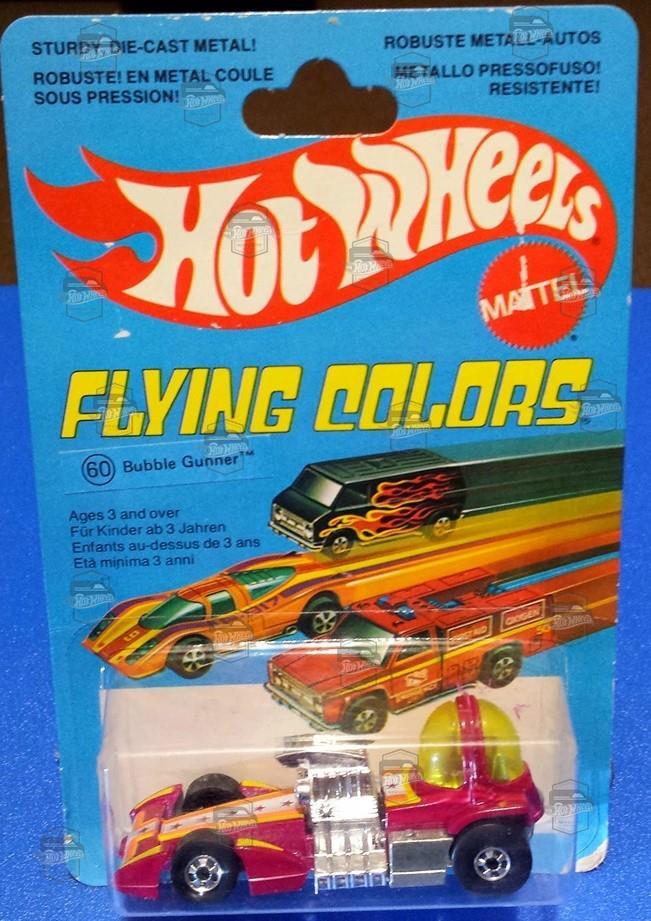 STURDY DIE-CAST METAL!
ROBUSTE! EN METAL COULE
SOUS PRESSION!
ROBUSTE METALL-AUTOS
METALLO PRESSOFUSO!
RESISTENTE!
HOT WHEELS
MATTEL
FLYING COLORS
60 Bubble Gunner™
Ages 3 and over
Für Kinder ab 3 Jahren
Enfants au-dessus de 3 ans
Età minima 3 anni
OXIGEN